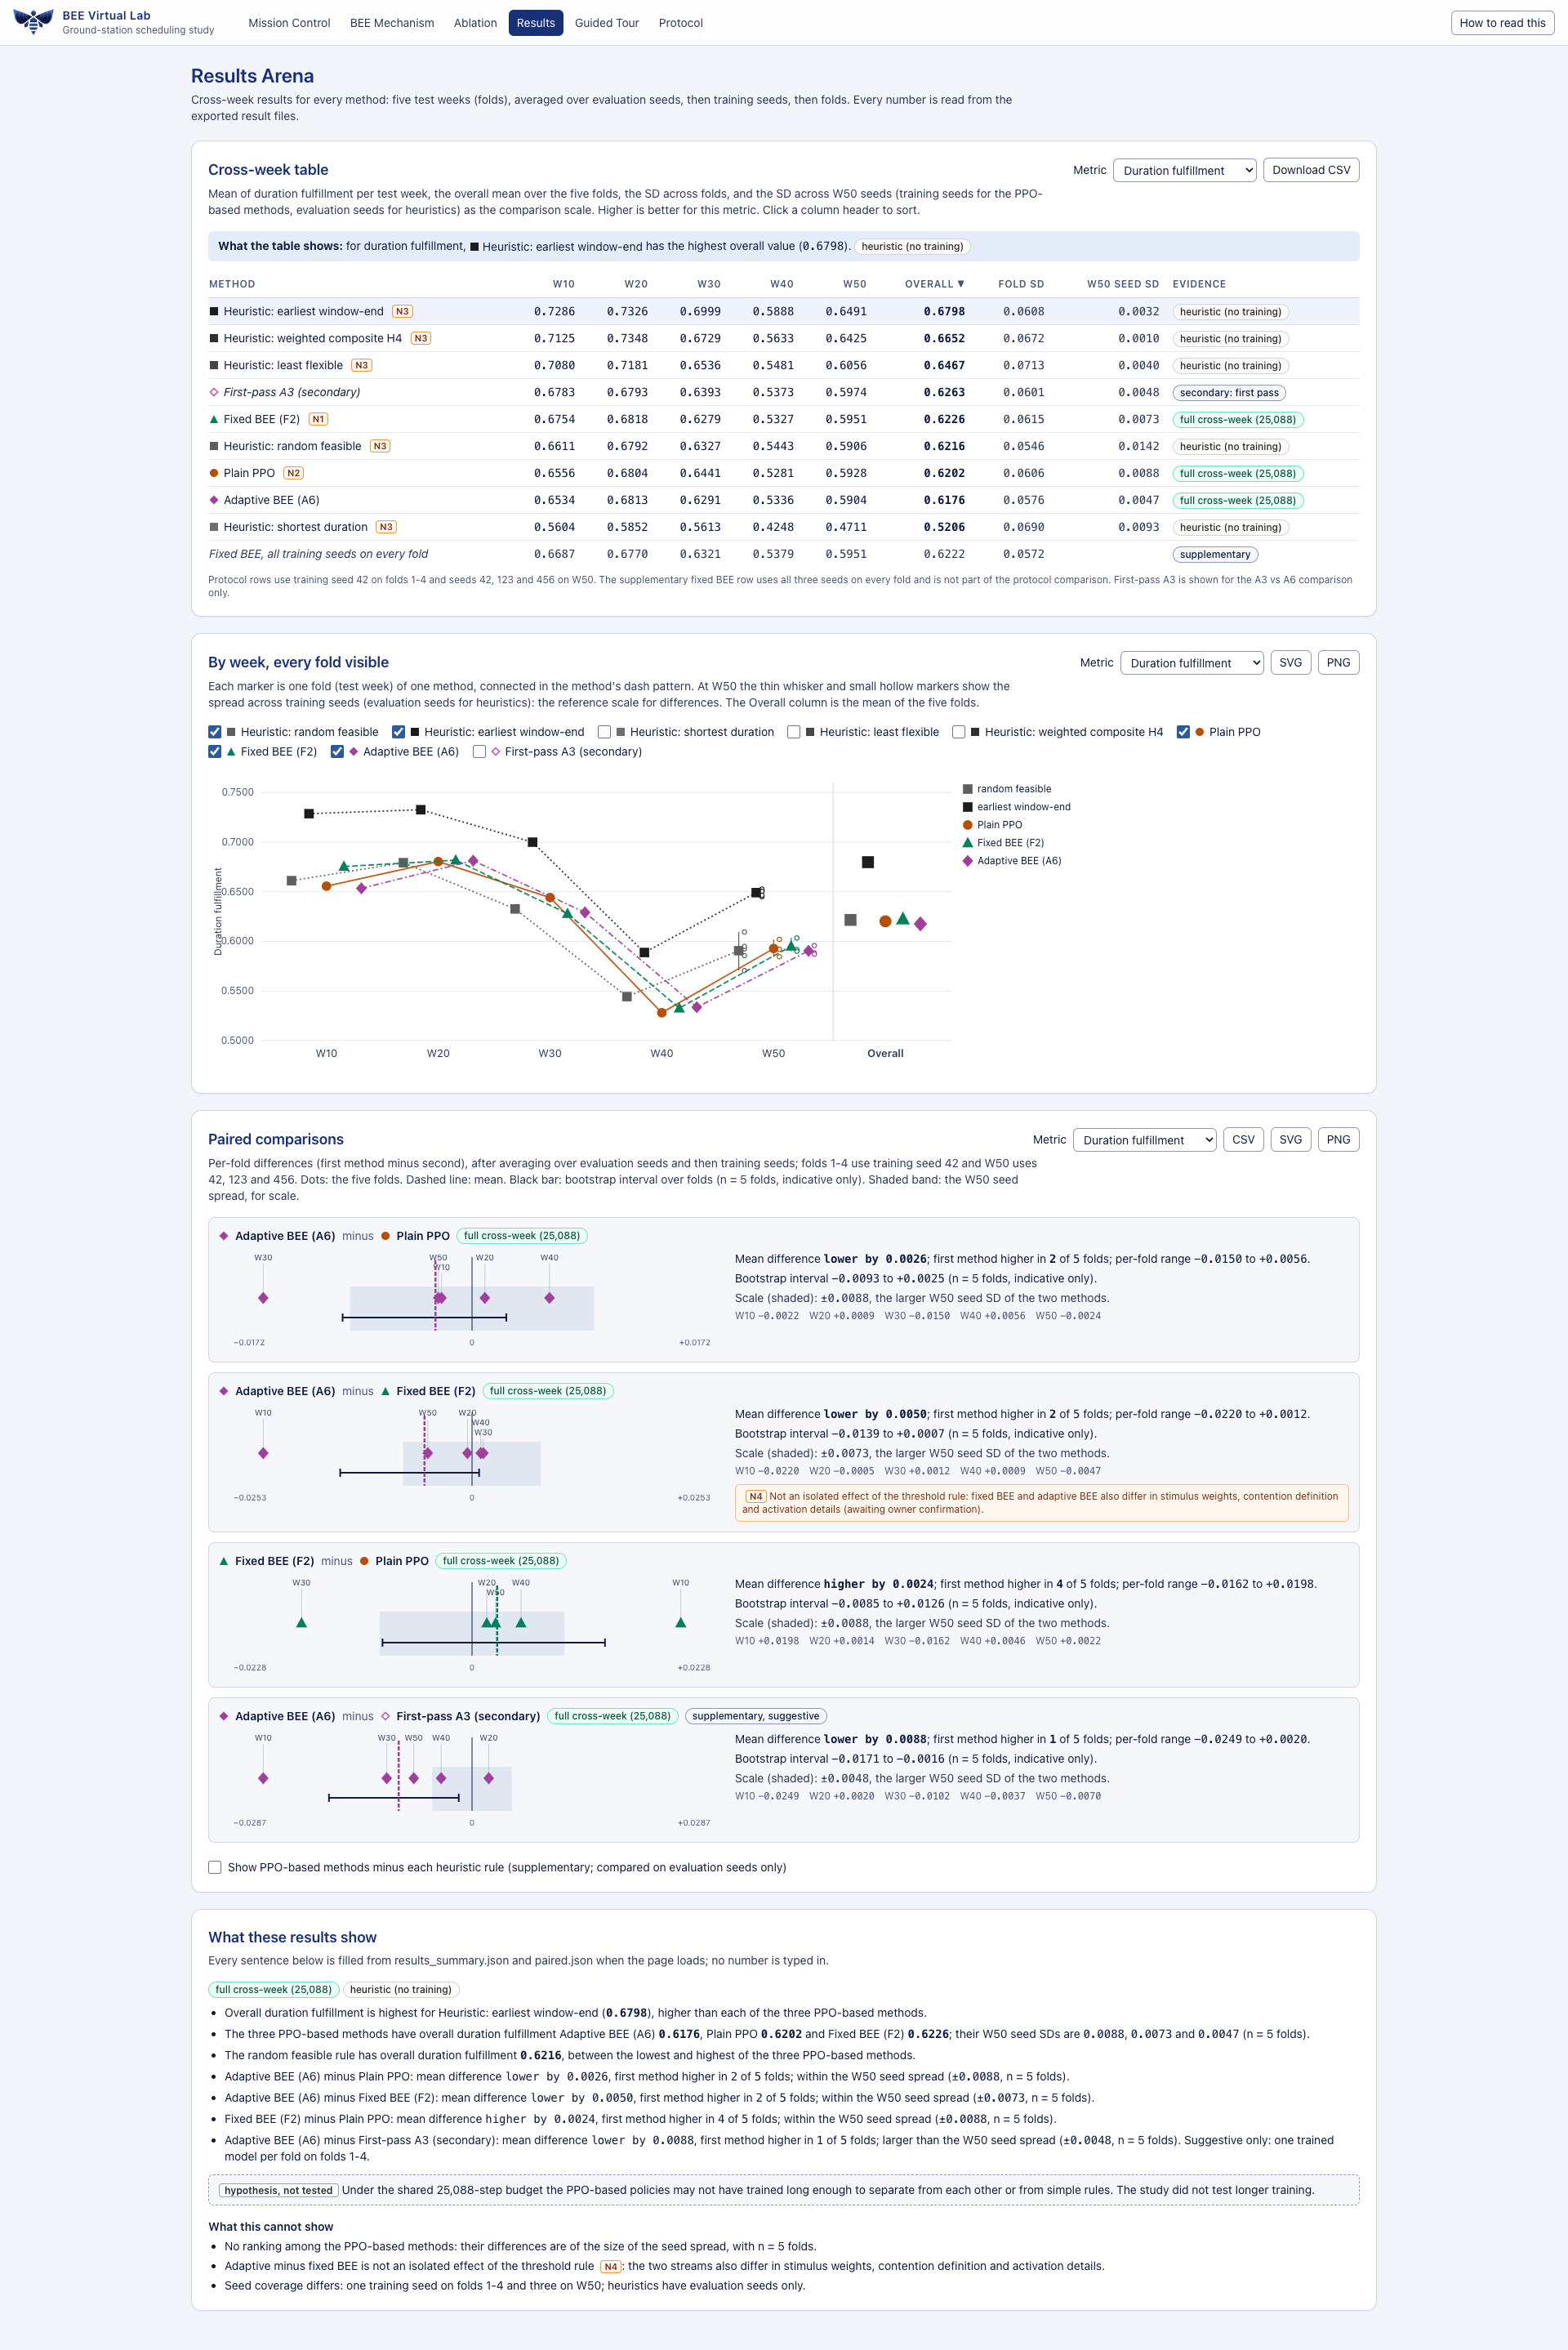 BEE Virtual Lab
Ground-station scheduling study
Mission Control
BEE Mechanism
Ablation
Results
Guided Tour
Protocol
How to read this
Results Arena
Cross-week results for every method: five test weeks (folds), averaged over evaluation seeds, then training seeds, then folds. Every number is read from the
exported result files.
Cross-week table
Metric Duration fulfillment Download CSV
Mean of duration fulfillment per test week, the overall mean over the five folds, the SD across folds, and the SD across W50 seeds (training seeds for the PPO-
based methods, evaluation seeds for heuristics) as the comparison scale. Higher is better for this metric. Click a column header to sort.
What the table shows: for duration fulfillment, Heuristic: earliest window-end has the highest overall value (0.6798). heuristic (no training)
METHOD W10 W20 W30 W40 W50 OVERALL ▼ FOLD SD W50 SEED SD EVIDENCE
Heuristic: earliest window-end N3 0.7286 0.7326 0.6999 0.5888 0.6491 0.6798 0.0608 0.0032 heuristic (no training)
Heuristic: weighted composite H4 N3 0.7125 0.7348 0.6729 0.5633 0.6425 0.6652 0.0672 0.0010 heuristic (no training)
Heuristic: least flexible N3 0.7080 0.7181 0.6536 0.5481 0.6056 0.6467 0.0713 0.0040 heuristic (no training)
First-pass A3 (secondary) 0.6783 0.6793 0.6393 0.5373 0.5974 0.6263 0.0601 0.0048 secondary: first pass
Fixed BEE (F2) N1 0.6754 0.6818 0.6279 0.5327 0.5951 0.6226 0.0615 0.0073 full cross-week (25,088)
Heuristic: random feasible N3 0.6611 0.6792 0.6327 0.5443 0.5906 0.6216 0.0546 0.0142 heuristic (no training)
Plain PPO N2 0.6556 0.6804 0.6441 0.5281 0.5928 0.6202 0.0606 0.0088 full cross-week (25,088)
Adaptive BEE (A6) 0.6534 0.6813 0.6291 0.5336 0.5904 0.6176 0.0576 0.0047 full cross-week (25,088)
Heuristic: shortest duration N3 0.5604 0.5852 0.5613 0.4248 0.4711 0.5206 0.0690 0.0093 heuristic (no training)
Fixed BEE, all training seeds on every fold 0.6687 0.6770 0.6321 0.5379 0.5951 0.6222 0.0572 supplementary
Protocol rows use training seed 42 on folds 1-4 and seeds 42, 123 and 456 on W50. The supplementary fixed BEE row uses all three seeds on every fold and is not part of the protocol comparison. First-pass A3 is shown for the A3 vs A6 comparison
only.
By week, every fold visible
Metric Duration fulfillment SVG PNG
Each marker is one fold (test week) of one method, connected in the method's dash pattern. At W50 the thin whisker and small hollow markers show the
spread across training seeds (evaluation seeds for heuristics): the reference scale for differences. The Overall column is the mean of the five folds.
Heuristic: random feasible Heuristic: earliest window-end Heuristic: shortest duration Heuristic: least flexible Heuristic: weighted composite H4 Plain PPO
Fixed BEE (F2) Adaptive BEE (A6) First-pass A3 (secondary)
Duration fulfillment
0.7500
0.7000
0.6500
0.6000
0.5500
0.5000
W10 W20 W30 W40 W50 Overall
random feasible
earliest window-end
Plain PPO
Fixed BEE (F2)
Adaptive BEE (A6)
Paired comparisons
Metric Duration fulfillment CSV SVG PNG
Per-fold differences (first method minus second), after averaging over evaluation seeds and then training seeds; folds 1-4 use training seed 42 and W50 uses
42, 123 and 456. Dots: the five folds. Dashed line: mean. Black bar: bootstrap interval over folds (n = 5 folds, indicative only). Shaded band: the W50 seed
spread, for scale.
Adaptive BEE (A6) minus Plain PPO full cross-week (25,088)
W30 W50 W20 W40
W10
−0.0172 0 +0.0172
Mean difference lower by 0.0026; first method higher in 2 of 5 folds; per-fold range −0.0150 to +0.0056.
Bootstrap interval −0.0093 to +0.0025 (n = 5 folds, indicative only).
Scale (shaded): ±0.0088, the larger W50 seed SD of the two methods.
W10 −0.0022 W20 +0.0009 W30 −0.0150 W40 +0.0056 W50 −0.0024
Adaptive BEE (A6) minus Fixed BEE (F2) full cross-week (25,088)
W10 W50 W20
W40
W30
−0.0253 0 +0.0253
Mean difference lower by 0.0050; first method higher in 2 of 5 folds; per-fold range −0.0220 to +0.0012.
Bootstrap interval −0.0139 to +0.0007 (n = 5 folds, indicative only).
Scale (shaded): ±0.0073, the larger W50 seed SD of the two methods.
W10 −0.0220 W20 −0.0005 W30 +0.0012 W40 +0.0009 W50 −0.0047
N4 Not an isolated effect of the threshold rule: fixed BEE and adaptive BEE also differ in stimulus weights, contention definition
and activation details (awaiting owner confirmation).
Fixed BEE (F2) minus Plain PPO full cross-week (25,088)
W30 W20 W40 W10
W50
−0.0228 0 +0.0228
Mean difference higher by 0.0024; first method higher in 4 of 5 folds; per-fold range −0.0162 to +0.0198.
Bootstrap interval −0.0085 to +0.0126 (n = 5 folds, indicative only).
Scale (shaded): ±0.0088, the larger W50 seed SD of the two methods.
W10 +0.0198 W20 +0.0014 W30 −0.0162 W40 +0.0046 W50 +0.0022
Adaptive BEE (A6) minus First-pass A3 (secondary) full cross-week (25,088) supplementary, suggestive
W10 W30 W50 W40 W20
−0.0287 0 +0.0287
Mean difference lower by 0.0088; first method higher in 1 of 5 folds; per-fold range −0.0249 to +0.0020.
Bootstrap interval −0.0171 to −0.0016 (n = 5 folds, indicative only).
Scale (shaded): ±0.0048, the larger W50 seed SD of the two methods.
W10 −0.0249 W20 +0.0020 W30 −0.0102 W40 −0.0037 W50 −0.0070
Show PPO-based methods minus each heuristic rule (supplementary; compared on evaluation seeds only)
What these results show
Every sentence below is filled from results_summary.json and paired.json when the page loads; no number is typed in.
full cross-week (25,088) heuristic (no training)
• Overall duration fulfillment is highest for Heuristic: earliest window-end (0.6798), higher than each of the three PPO-based methods.
• The three PPO-based methods have overall duration fulfillment Adaptive BEE (A6) 0.6176, Plain PPO 0.6202 and Fixed BEE (F2) 0.6226; their W50 seed SDs are 0.0088, 0.0073 and 0.0047 (n = 5 folds).
• The random feasible rule has overall duration fulfillment 0.6216, between the lowest and highest of the three PPO-based methods.
• Adaptive BEE (A6) minus Plain PPO: mean difference lower by 0.0026, first method higher in 2 of 5 folds; within the W50 seed spread (±0.0088, n = 5 folds).
• Adaptive BEE (A6) minus Fixed BEE (F2): mean difference lower by 0.0050, first method higher in 2 of 5 folds; within the W50 seed spread (±0.0073, n = 5 folds).
• Fixed BEE (F2) minus Plain PPO: mean difference higher by 0.0024, first method higher in 4 of 5 folds; within the W50 seed spread (±0.0088, n = 5 folds).
• Adaptive BEE (A6) minus First-pass A3 (secondary): mean difference lower by 0.0088, first method higher in 1 of 5 folds; larger than the W50 seed spread (±0.0048, n = 5 folds). Suggestive only: one trained
model per fold on folds 1-4.
hypothesis, not tested Under the shared 25,088-step budget the PPO-based policies may not have trained long enough to separate from each other or from simple rules. The study did not test longer training.
What this cannot show
• No ranking among the PPO-based methods: their differences are of the size of the seed spread, with n = 5 folds.
• Adaptive minus fixed BEE is not an isolated effect of the threshold rule N4: the two streams also differ in stimulus weights, contention definition and activation details.
• Seed coverage differs: one training seed on folds 1-4 and three on W50; heuristics have evaluation seeds only.